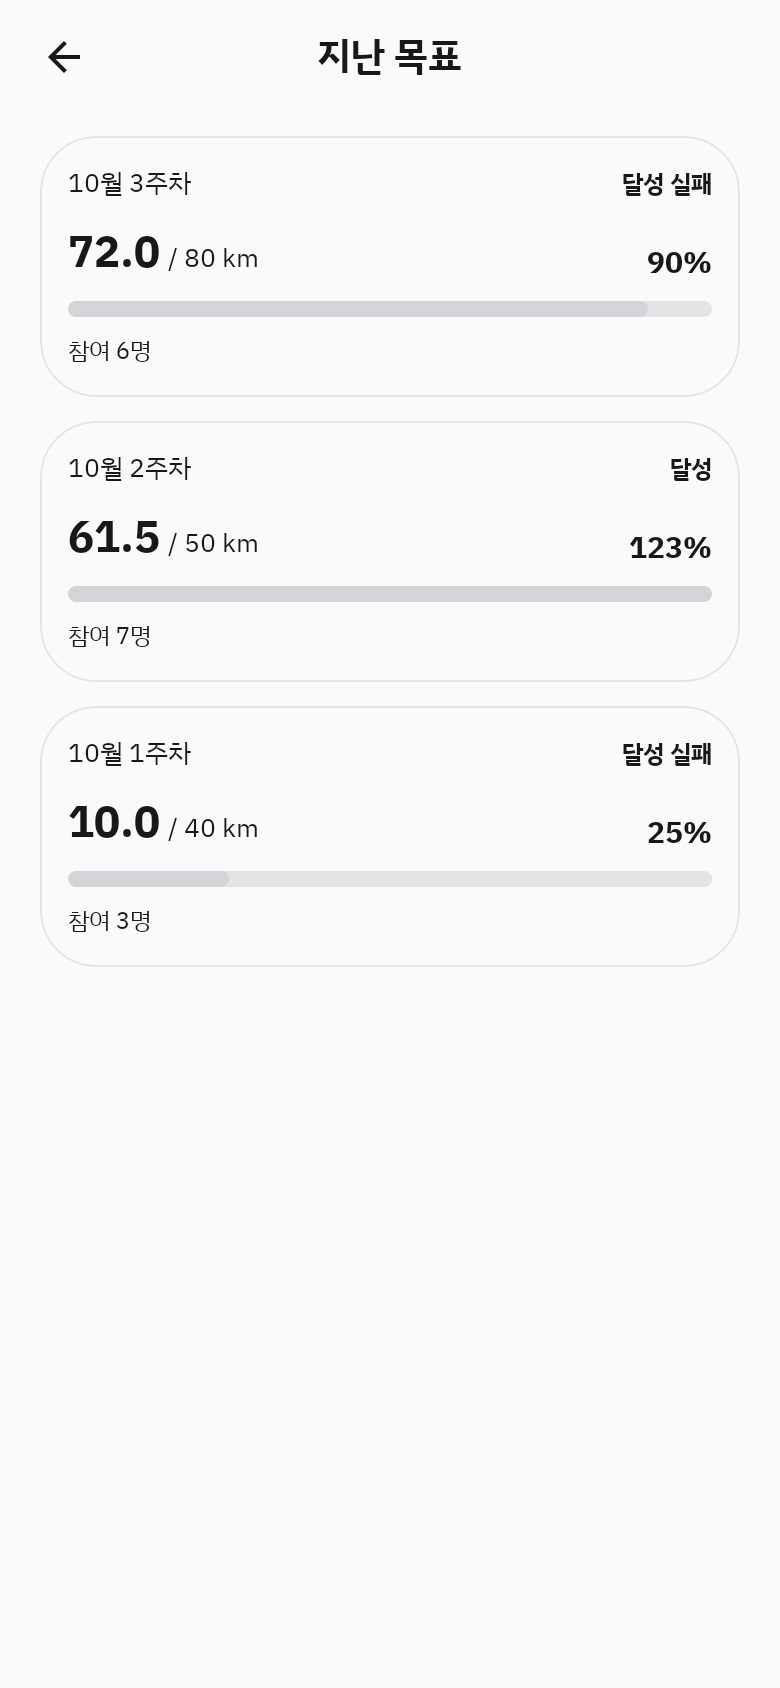 지난 목표
10월 3주차 달성 실패
72.0 / 80 km 90%
참여 6명
10월 2주차 달성
61.5 / 50 km 123%
참여 7명
10월 1주차 달성 실패
10.0 / 40 km 25%
참여 3명